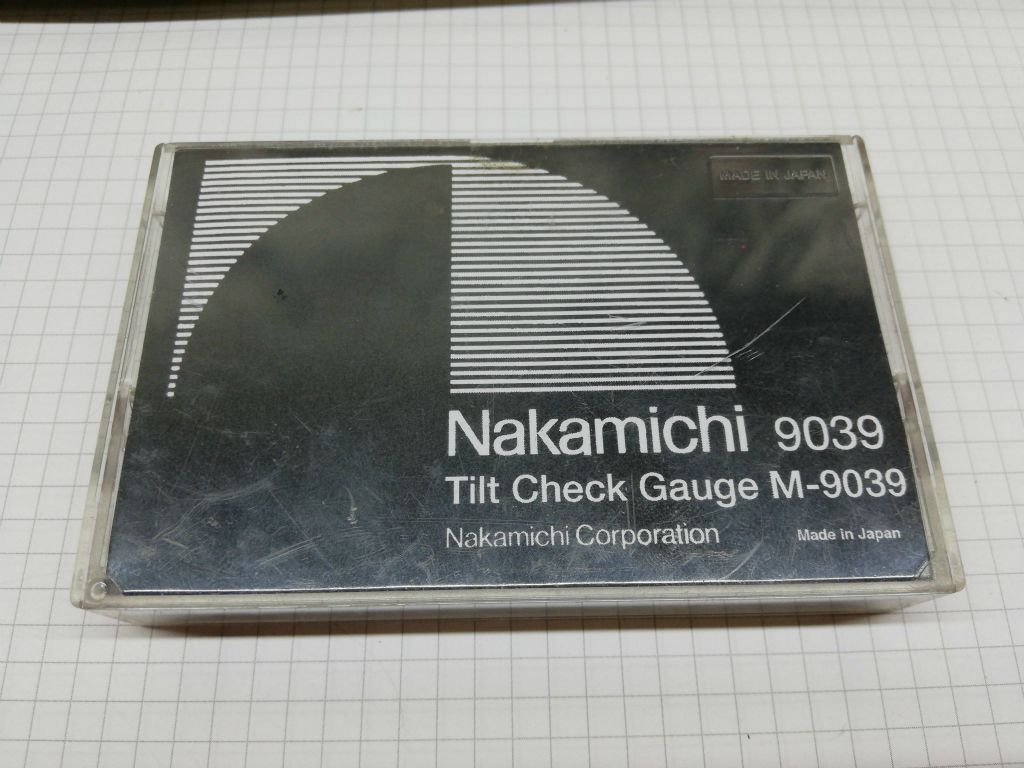 MADE IN JAPAN
Nakamichi 9039
Tilt Check Gauge M-9039
Nakamichi Corporation Made in Japan